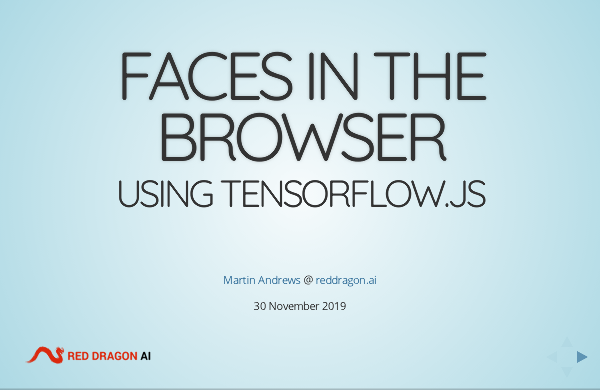 FACES IN THE
BROWSER
USING TENSORFLOW.JS
Martin Andrews @ reddragon.ai
30 November 2019
RED DRAGON AI